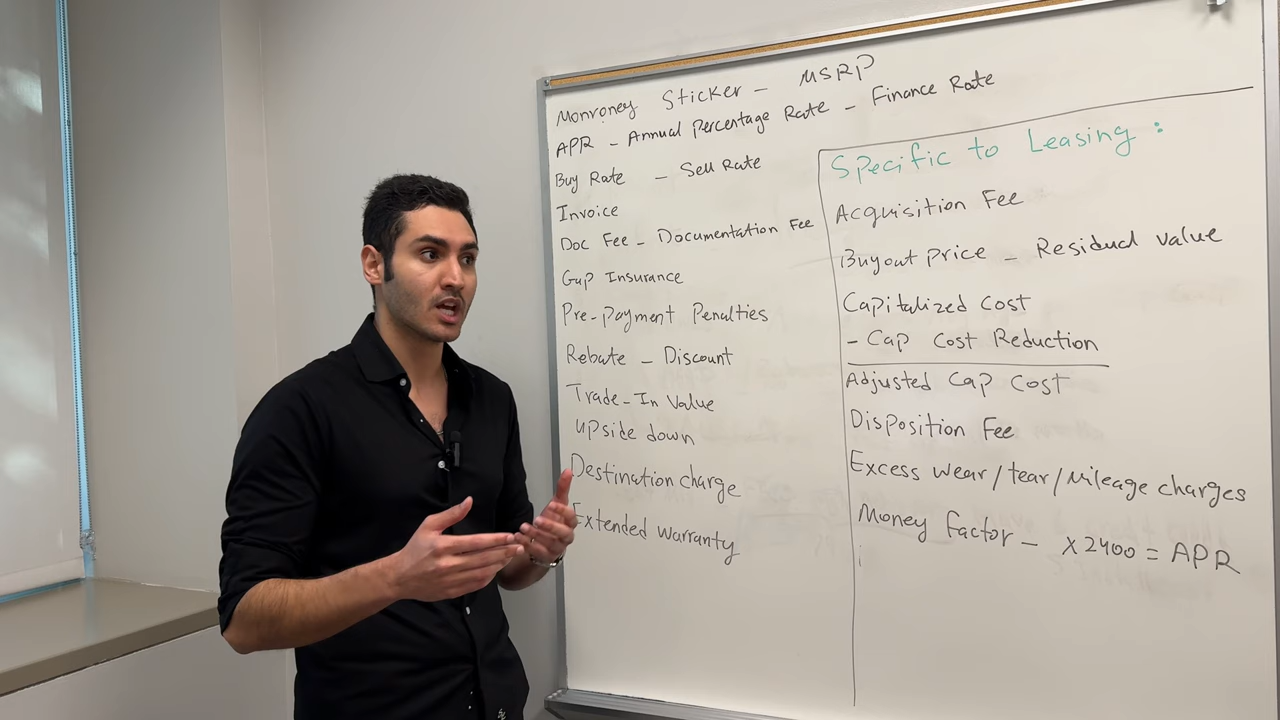 Monroney Sticker - MSRP
APR - Annual Percentage Rate - Finance Rate
Buy Rate - Sell Rate
Invoice
Doc Fee - Documentation Fee
Gap Insurance
Pre-payment Penalties
Rebate - Discount
Trade-In Value
upside down
Destination charge
Extended warranty
Specific to Leasing :
Acquisition Fee
Buyout price - Residual value
Capitalized Cost
- Cap Cost Reduction
Adjusted Cap Cost
Disposition Fee
Excess wear/tear/Mileage charges
Money factor - x2400 = APR